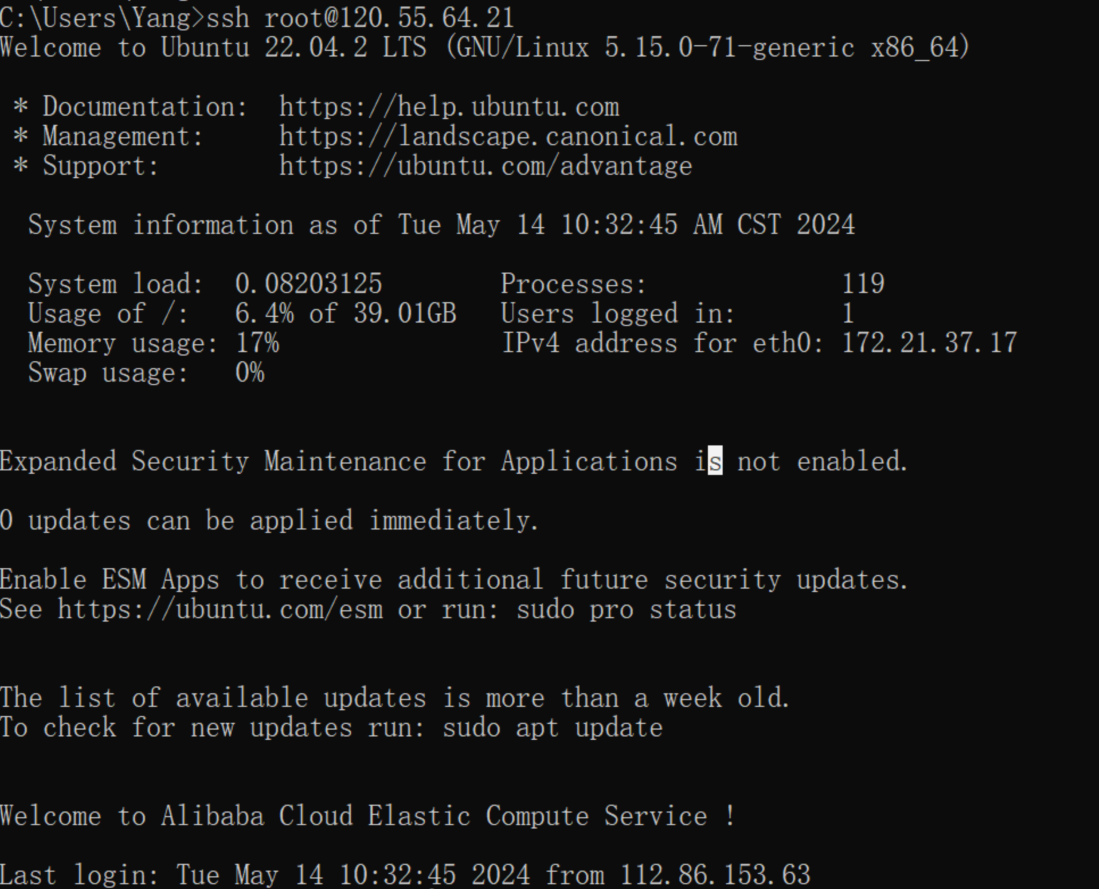 C:\Users\Yang>ssh root@120.55.64.21
Welcome to Ubuntu 22.04.2 LTS (GNU/Linux 5.15.0-71-generic x86_64)
* Documentation:  https://help.ubuntu.com
* Management:     https://landscape.canonical.com
* Support:        https://ubuntu.com/advantage
System information as of Tue May 14 10:32:45 AM CST 2024
System load:  0.08203125        Processes:             119
Usage of /:   6.4% of 39.01GB   Users logged in:       1
Memory usage: 17%               IPv4 address for eth0: 172.21.37.17
Swap usage:   0%
Expanded Security Maintenance for Applications is not enabled.
0 updates can be applied immediately.
Enable ESM Apps to receive additional future security updates.
See https://ubuntu.com/esm or run: sudo pro status
The list of available updates is more than a week old.
To check for new updates run: sudo apt update
Welcome to Alibaba Cloud Elastic Compute Service !
Last login: Tue May 14 10:32:45 2024 from 112.86.153.63